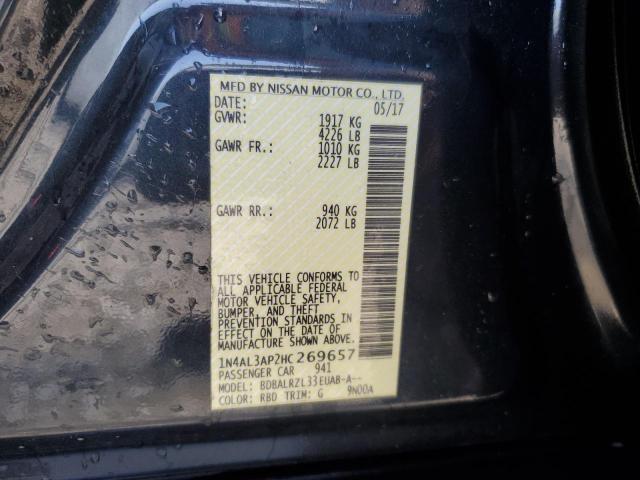 MFD BY NISSAN MOTOR CO., LTD.
DATE: 05/17
GVWR: 1917 KG
4226 LB
GAWR FR.: 1010 KG
2227 LB
GAWR RR.: 940 KG
2072 LB
THIS VEHICLE CONFORMS TO
ALL APPLICABLE FEDERAL
MOTOR VEHICLE SAFETY,
BUMPER, AND THEFT
PREVENTION STANDARDS IN
EFFECT ON THE DATE OF
MANUFACTURE SHOWN ABOVE.
1N4AL3AP2HC269657
PASSENGER CAR 941
MODEL: BDBALRZL33EUAB-A--
COLOR: RBD TRIM: G 9N00A